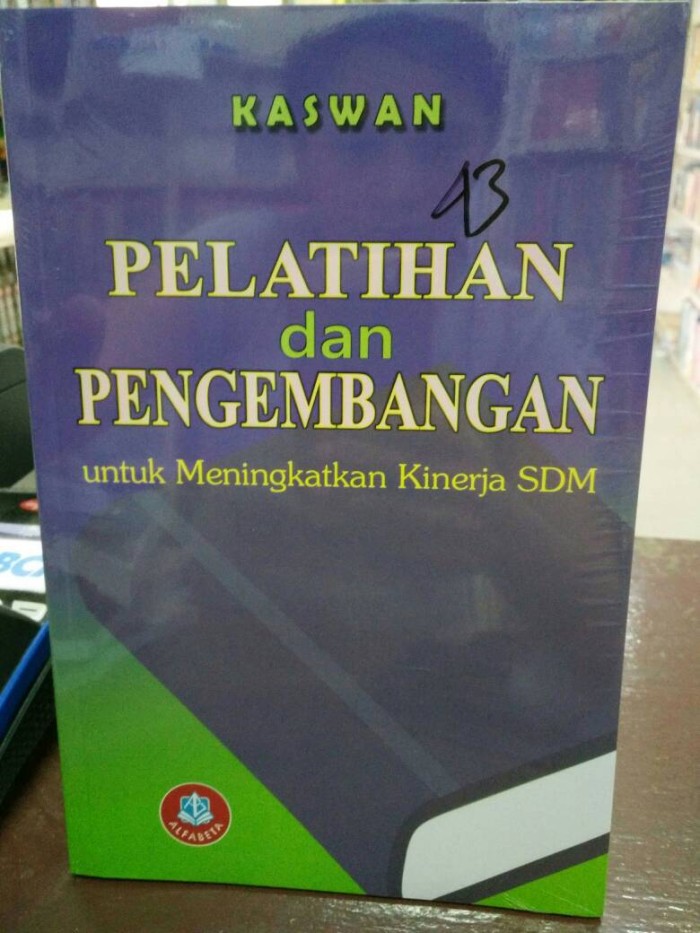 KASWAN
13
PELATIHAN
dan
PENGEMBANGAN
untuk Meningkatkan Kinerja SDM
ALFABETA